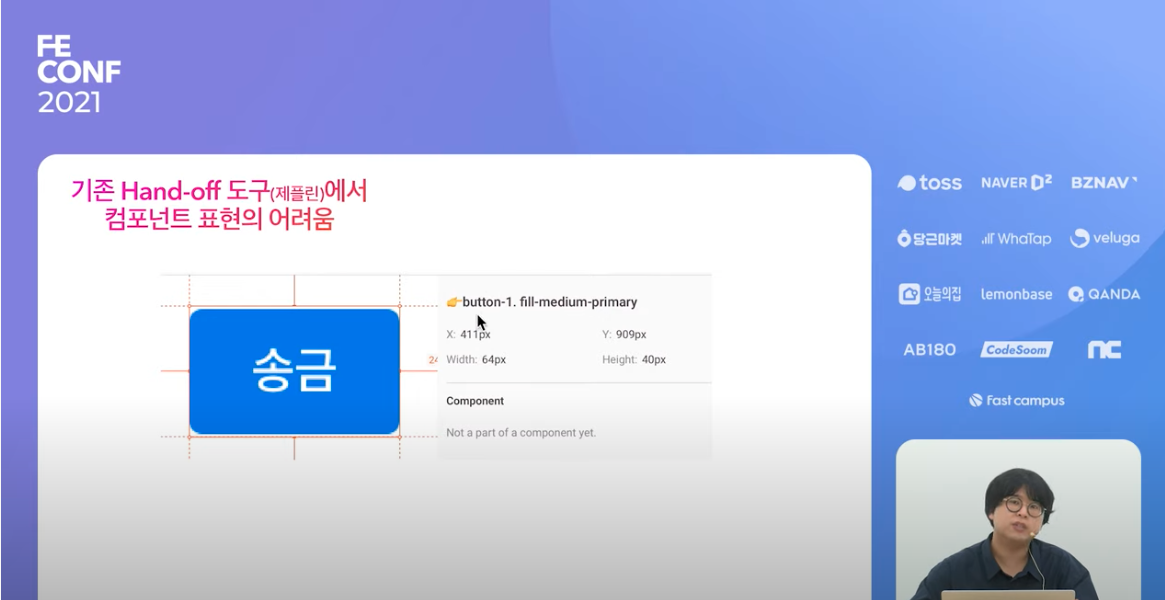 FE
CONF
2021
기존 Hand-off 도구(제플린)에서
컴포넌트 표현의 어려움
송금
24
👉button-1. fill-medium-primary
X: 411px Y: 909px
Width: 64px Height: 40px
Component
Not a part of a component yet.
toss NAVER D2 BZNAV
당근마켓 WhaTap veluga
오늘의집 lemonbase QANDA
AB180 CodeSoom nc
Fast campus